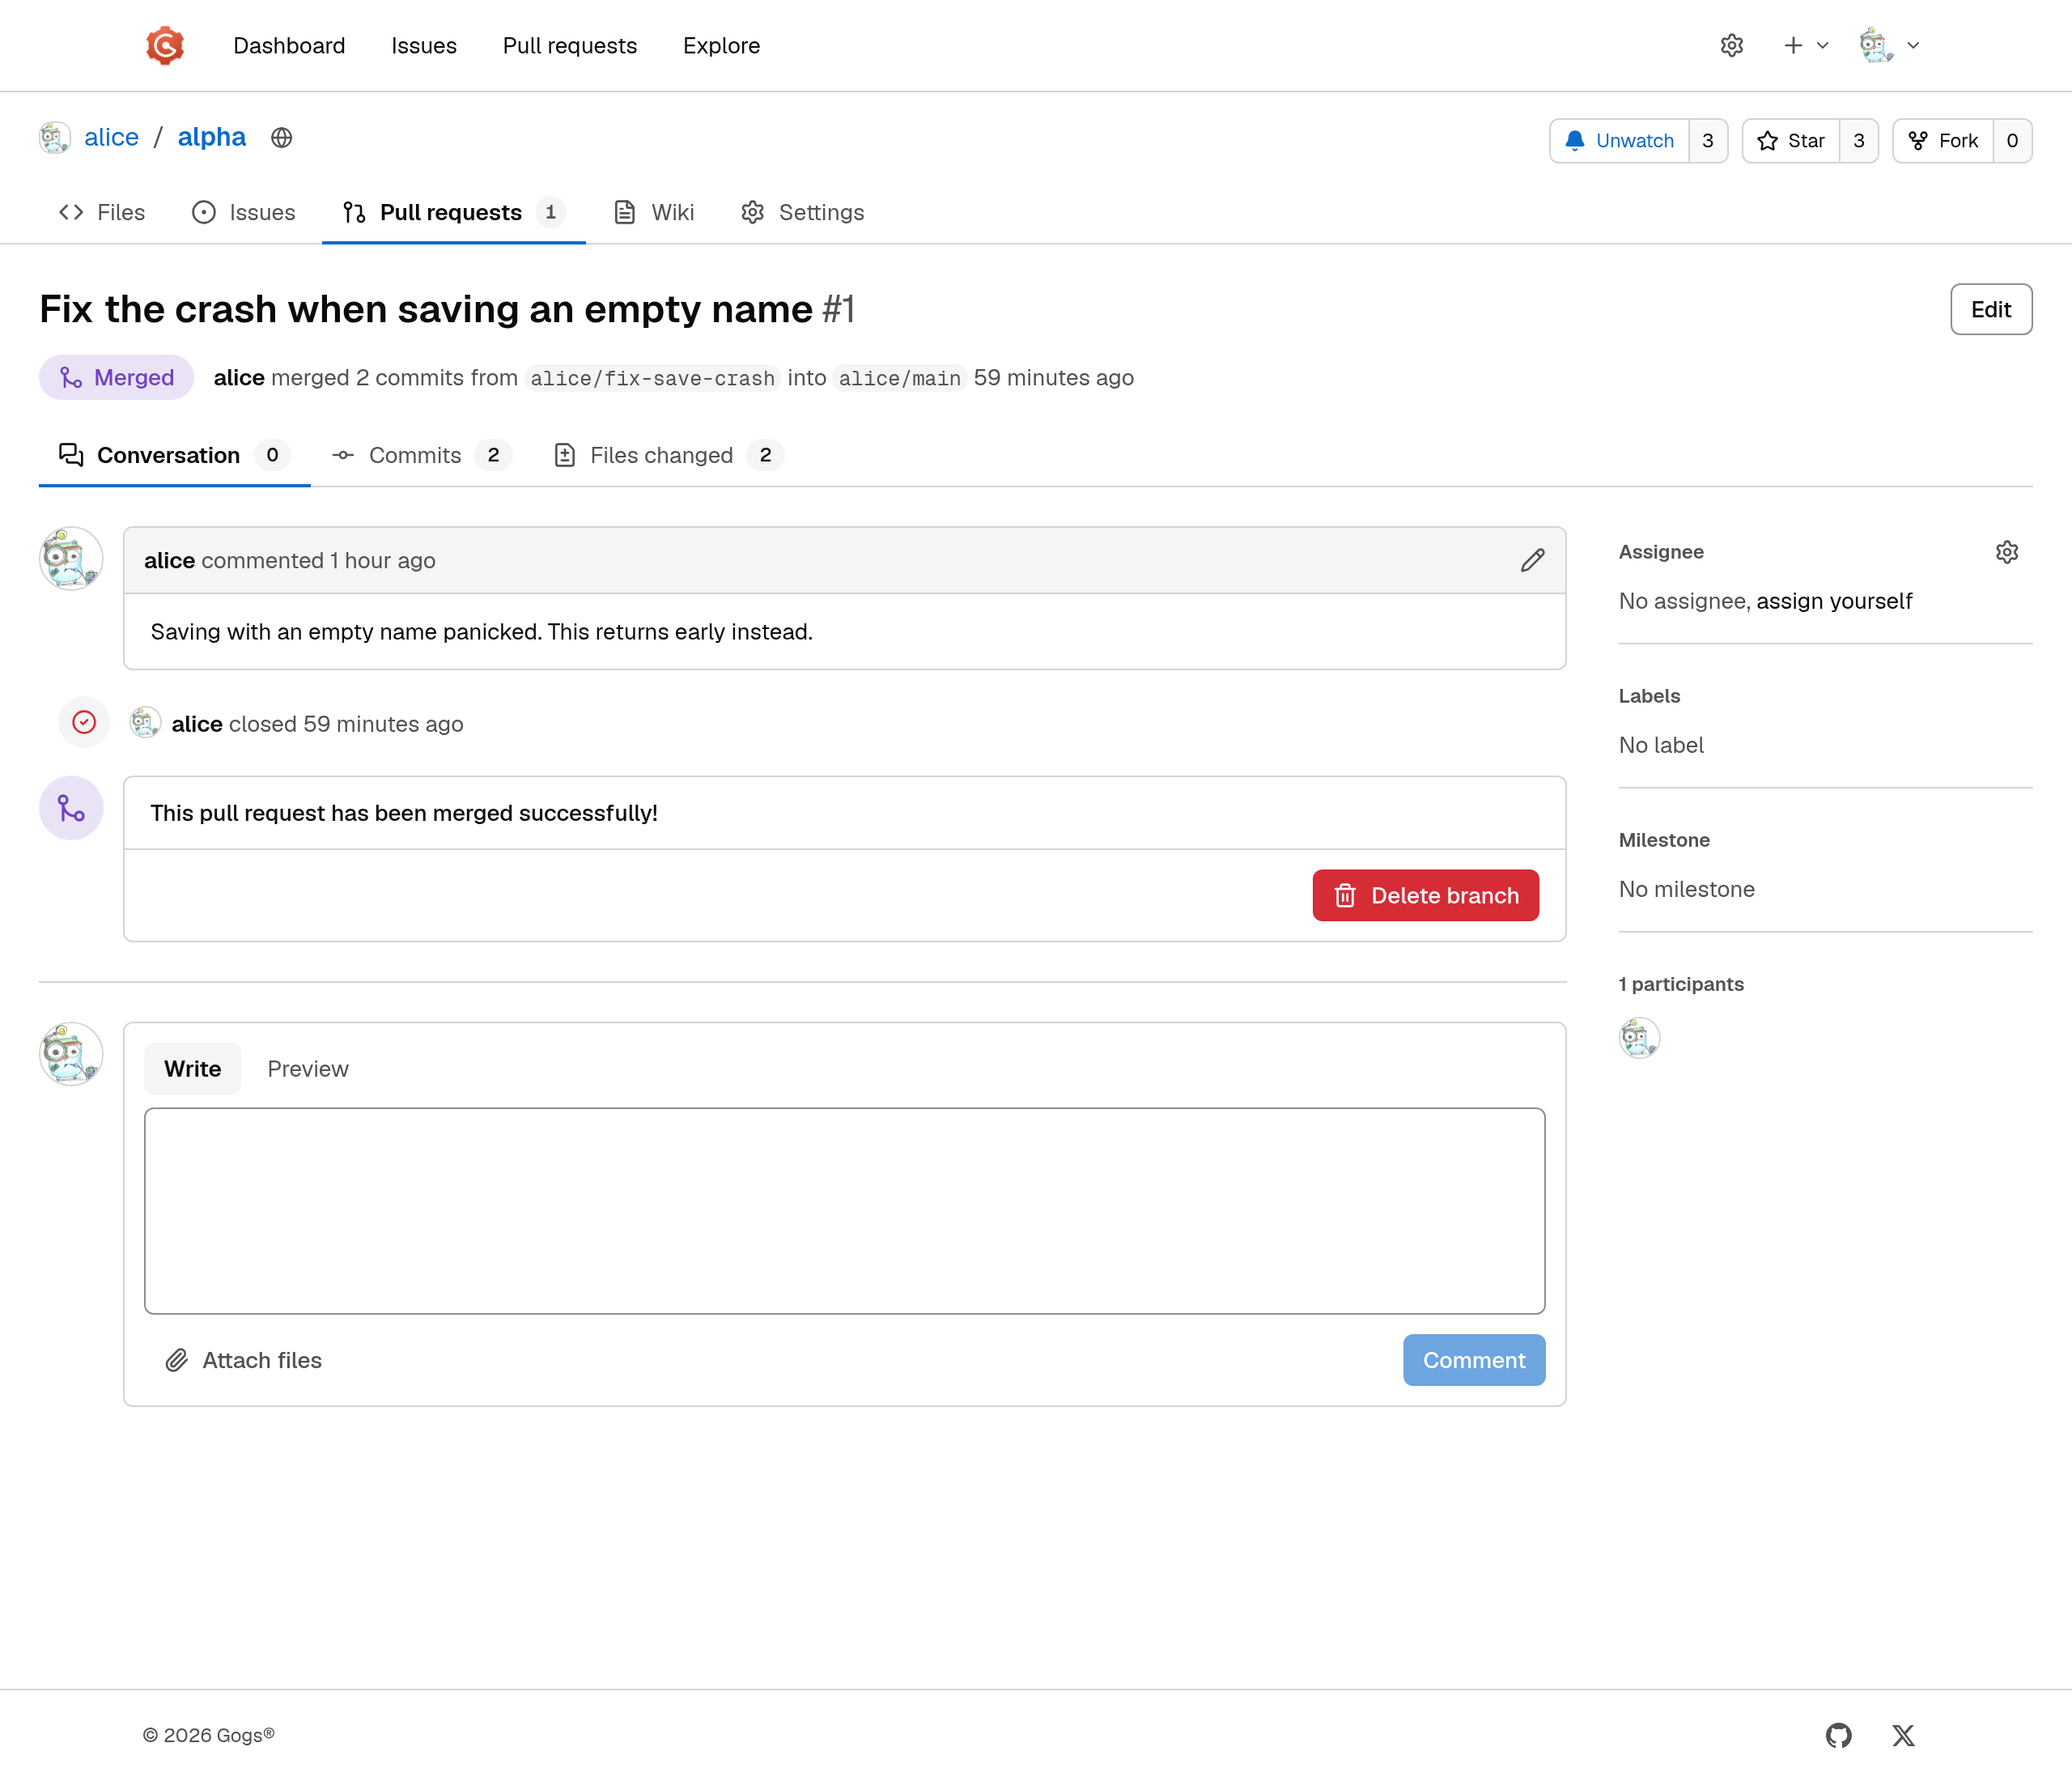 Dashboard Issues Pull requests Explore
alice / alpha
Unwatch 3 Star 3 Fork 0
Files Issues Pull requests 1 Wiki Settings
Fix the crash when saving an empty name #1
Edit
Merged alice merged 2 commits from alice/fix-save-crash into alice/main 59 minutes ago
Conversation 0 Commits 2 Files changed 2
alice commented 1 hour ago
Saving with an empty name panicked. This returns early instead.
alice closed 59 minutes ago
This pull request has been merged successfully!
Delete branch
Assignee
No assignee, assign yourself
Labels
No label
Milestone
No milestone
1 participants
Write Preview
Attach files
Comment
© 2026 Gogs®